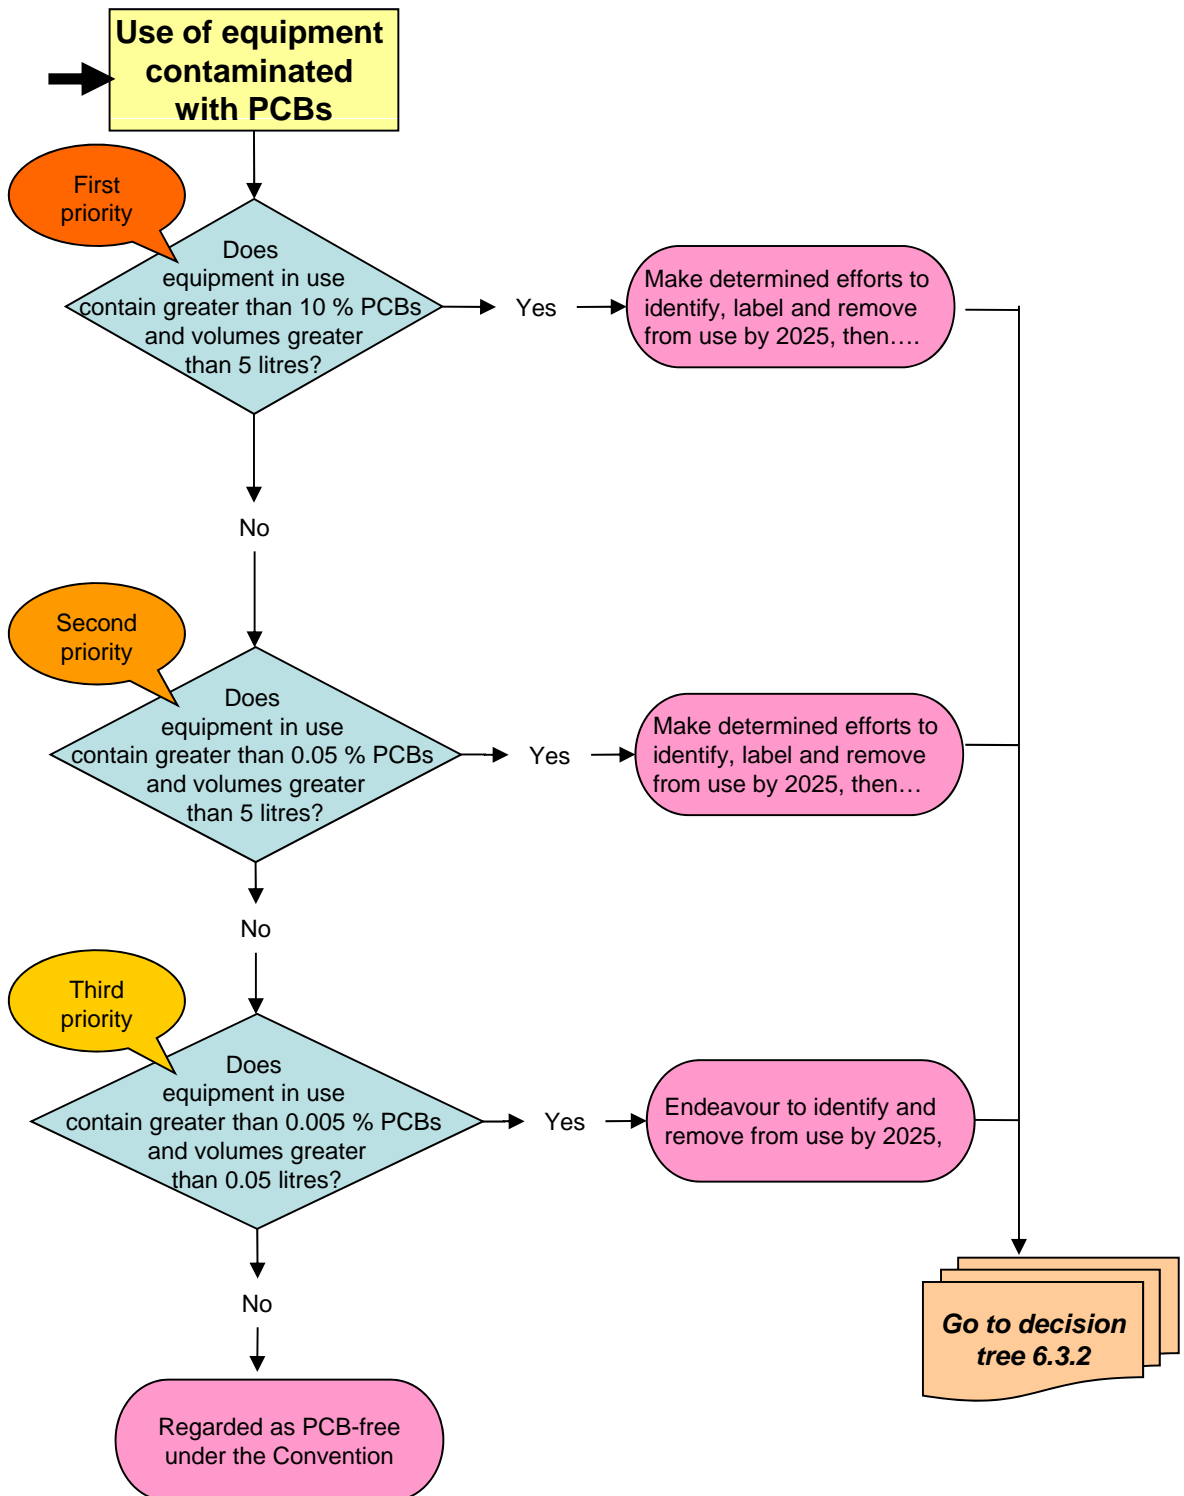 Use of equipment
contaminated
with PCBs
First
priority
Does
equipment in use
contain greater than 10 % PCBs
and volumes greater
than 5 litres?
Yes
Make determined efforts to
identify, label and remove
from use by 2025, then….
No
Second
priority
Does
equipment in use
contain greater than 0.05 % PCBs
and volumes greater
than 5 litres?
Yes
Make determined efforts to
identify, label and remove
from use by 2025, then…
No
Third
priority
Does
equipment in use
contain greater than 0.005 % PCBs
and volumes greater
than 0.05 litres?
Yes
Endeavour to identify and
remove from use by 2025,
No
Go to decision
tree 6.3.2
Regarded as PCB-free
under the Convention